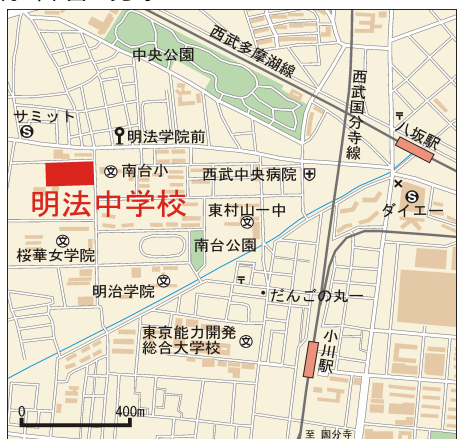 中央公園
西武多摩湖線
西武国分寺線
サミット
明法学院前
八坂駅
南台小
西武中央病院
ダイエー
明法中学校
東村山一中
桜華女学院
南台公園
明治学院
だんごの丸一
東京能力開発
総合大学校
小川駅
0 400m
至 国分寺